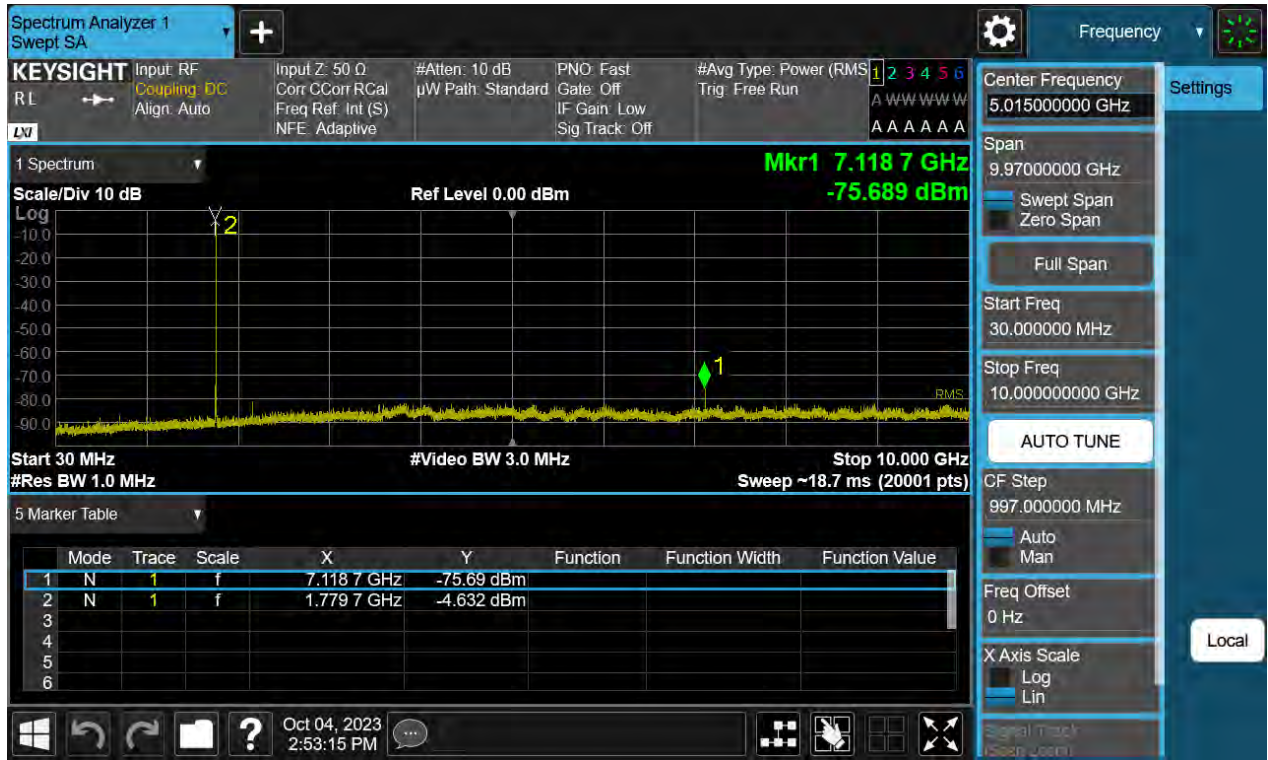 Spectrum Analyzer 1
Swept SA
+
Frequency
KEYSIGHT
RL
LXI
Input: RF
Coupling: DC
Align: Auto
Input Z: 50 Ω
Corr CCorr RCal
Freq Ref: Int (S)
NFE: Adaptive
#Atten: 10 dB
µW Path: Standard
PNO: Fast
Gate: Off
IF Gain: Low
Sig Track: Off
#Avg Type: Power (RMS
Trig: Free Run
1 2 3 4 5 6
A W W W W W
A A A A A A
1 Spectrum
Mkr1 7.118 7 GHz
-75.689 dBm
Scale/Div 10 dB
Ref Level 0.00 dBm
Log
-10.0
-20.0
-30.0
-40.0
-50.0
-60.0
-70.0
-80.0
-90.0
2
1
RMS
Start 30 MHz
#Video BW 3.0 MHz
Stop 10.000 GHz
#Res BW 1.0 MHz
Sweep ~18.7 ms (20001 pts)
5 Marker Table
Mode Trace Scale X Y Function Function Width Function Value
1 N 1 f 7.118 7 GHz -75.69 dBm
2 N 1 f 1.779 7 GHz -4.632 dBm
3
4
5
6
?
Oct 04, 2023
2:53:15 PM
Center Frequency
5.015000000 GHz
Settings
Span
9.97000000 GHz
Swept Span
Zero Span
Full Span
Start Freq
30.000000 MHz
Stop Freq
10.000000000 GHz
AUTO TUNE
CF Step
997.000000 MHz
Auto
Man
Freq Offset
0 Hz
X Axis Scale
Log
Lin
Signal Track
(Span Zoom)
Local